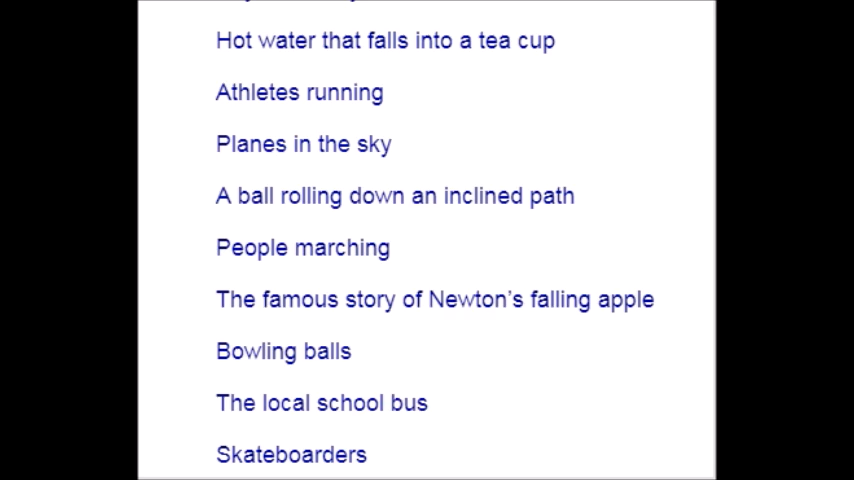 Hot water that falls into a tea cup
Athletes running
Planes in the sky
A ball rolling down an inclined path
People marching
The famous story of Newton's falling apple
Bowling balls
The local school bus
Skateboarders